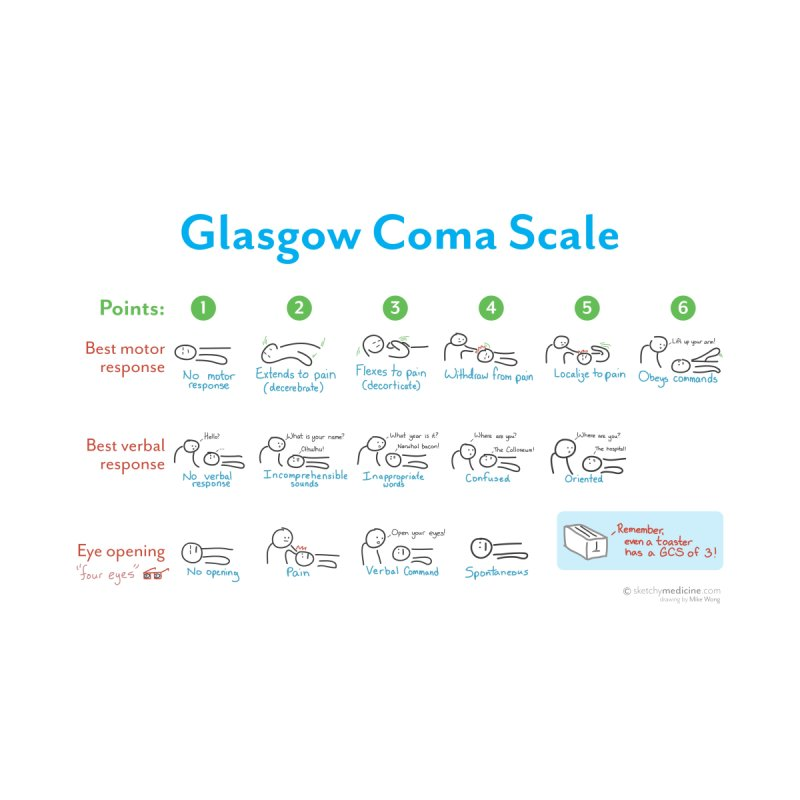 Glasgow Coma Scale
Points: 1 2 3 4 5 6
Best motor
response
No motor
response
Extends to pain
(decerebrate)
Flexes to pain
(decorticate)
Withdraw from pain
Localize to pain
Lift up your arm!
Obeys commands
Best verbal
response
Hello?
No verbal
response
What is your name?
Cthulhu!
Incomprehensible
sounds
What year is it?
Narwhal bacon!
Inappropriate
words
Where are you?
The Colloseum!
Confused
Where are you?
The hospital!
Oriented
Eye opening
"four eyes"
No opening
Pain
Open your eyes!
Verbal Command
Spontaneous
1
Remember,
even a toaster
has a GCS of 3!
© sketchymedicine.com
drawing by Mike Wong